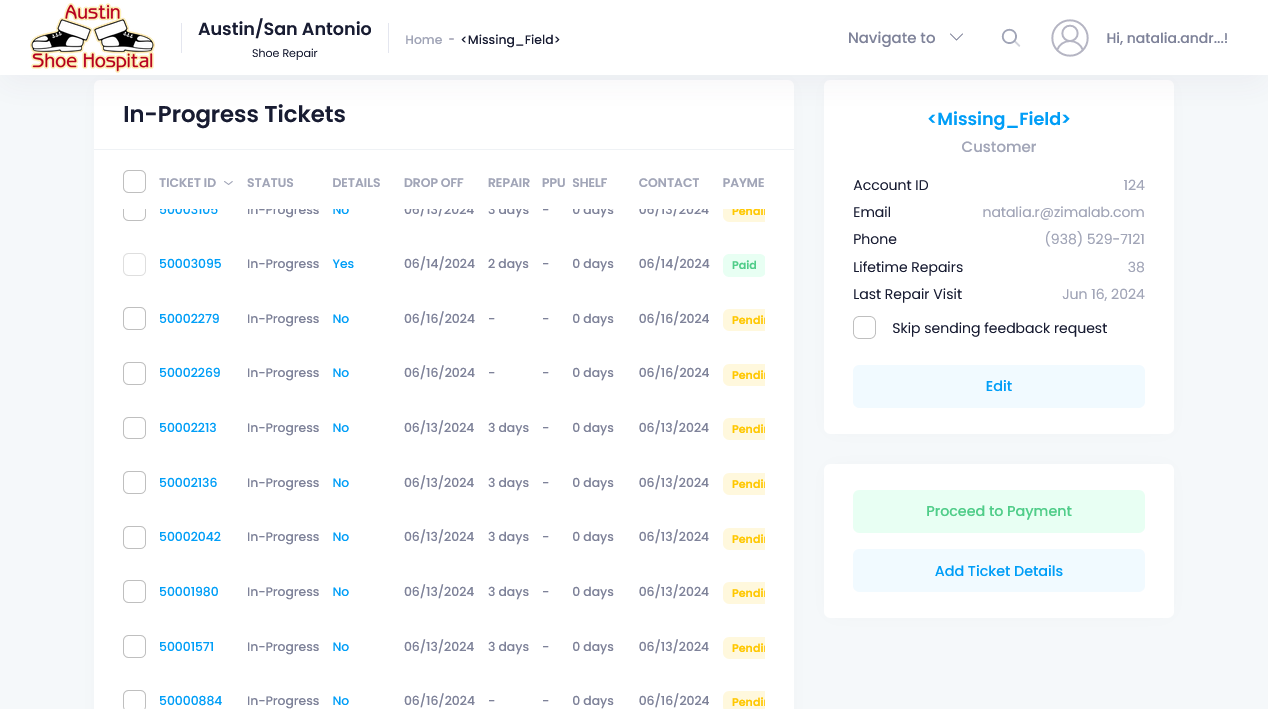 Austin
Shoe Hospital
Austin/San Antonio
Shoe Repair
Home - <Missing_Field>
Navigate to
Hi, natalia.andr...!
In-Progress Tickets
TICKET ID STATUS DETAILS DROP OFF REPAIR PPU SHELF CONTACT PAYME
50003105 In-Progress No 06/13/2024 3 days - 0 days 06/13/2024 Pendi
50003095 In-Progress Yes 06/14/2024 2 days - 0 days 06/14/2024 Paid
50002279 In-Progress No 06/16/2024 - - 0 days 06/16/2024 Pendi
50002269 In-Progress No 06/16/2024 - - 0 days 06/16/2024 Pendi
50002213 In-Progress No 06/13/2024 3 days - 0 days 06/13/2024 Pendi
50002136 In-Progress No 06/13/2024 3 days - 0 days 06/13/2024 Pendi
50002042 In-Progress No 06/13/2024 3 days - 0 days 06/13/2024 Pendi
50001980 In-Progress No 06/13/2024 3 days - 0 days 06/13/2024 Pendi
50001571 In-Progress No 06/13/2024 3 days - 0 days 06/13/2024 Pendi
50000884 In-Progress No 06/16/2024 - - 0 days 06/16/2024 Pendi
<Missing_Field>
Customer
Account ID 124
Email natalia.r@zimalab.com
Phone (938) 529-7121
Lifetime Repairs 38
Last Repair Visit Jun 16, 2024
Skip sending feedback request
Edit
Proceed to Payment
Add Ticket Details